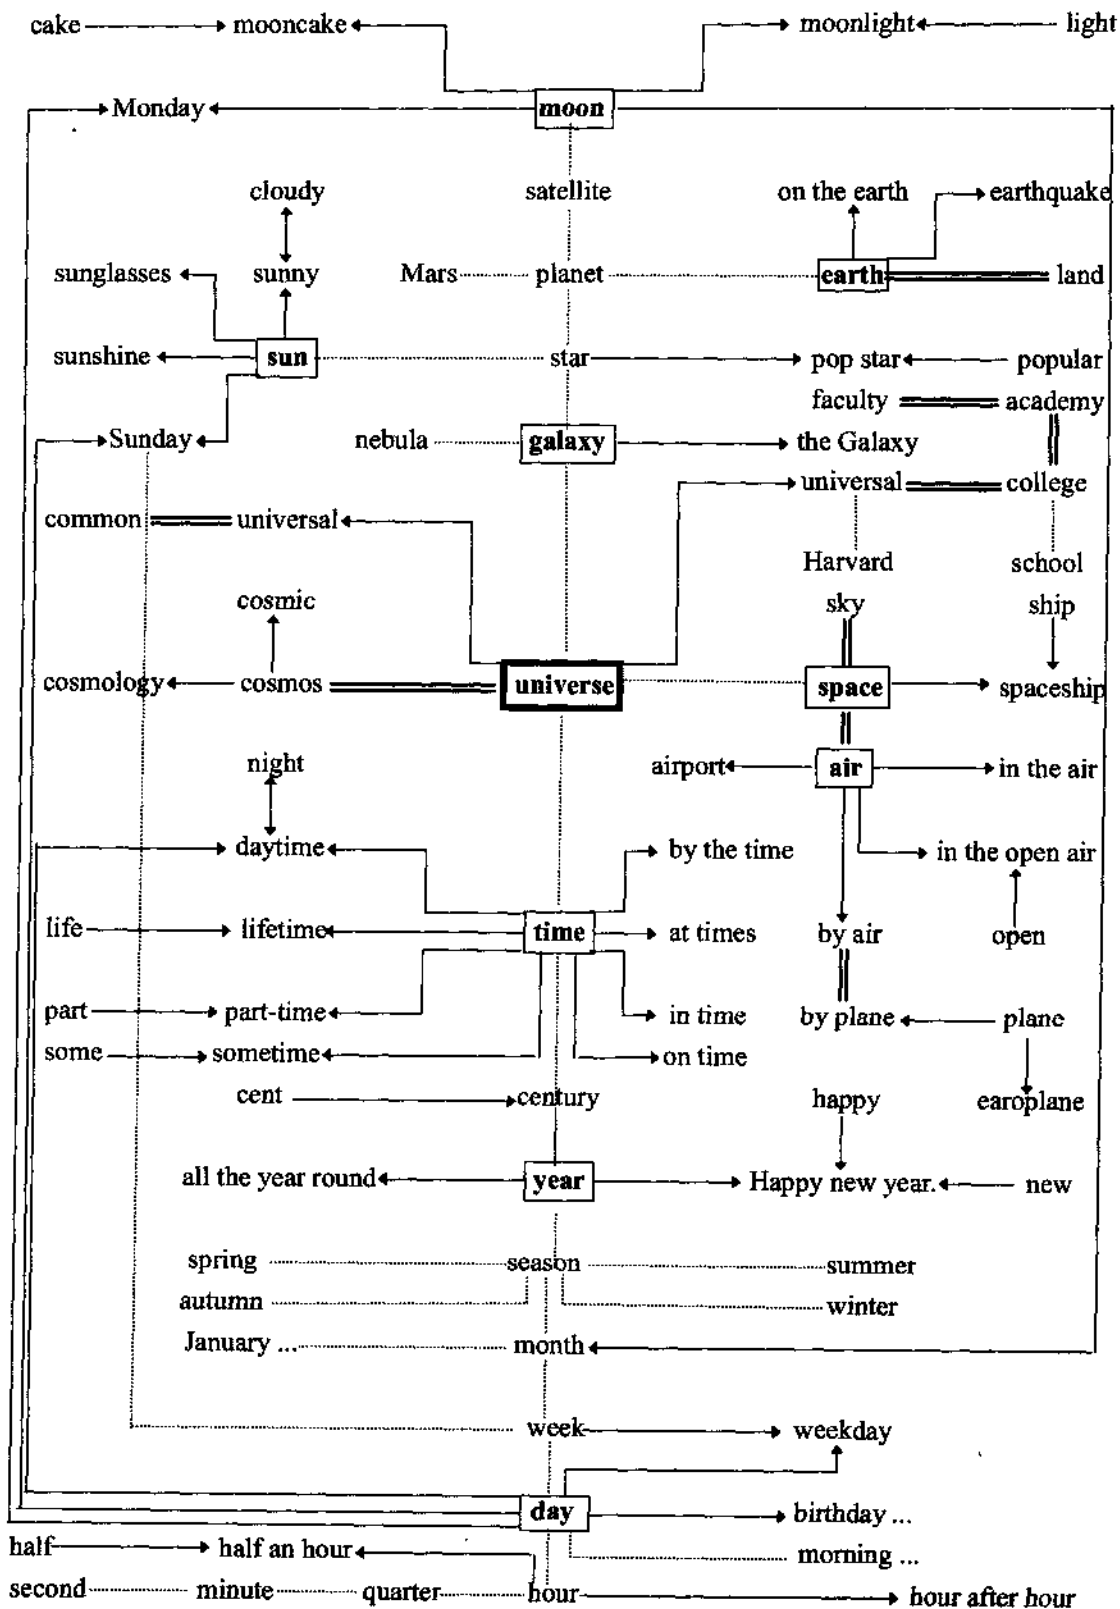 cake mooncake moonlight light
Monday moon
cloudy satellite on the earth earthquake
sunglasses sunny Mars planet earth land
sunshine sun star pop star popular
faculty academy
Sunday nebula galaxy the Galaxy
universal college
common universal
Harvard school
cosmic sky ship
cosmology cosmos universe space spaceship
night airport air in the air
daytime by the time in the open air
life lifetime time at times by air open
part part-time in time by plane plane
some sometime on time
cent century happy earoplane
all the year round year Happy new year. new
spring season summer
autumn winter
January ... month
week weekday
day birthday ...
half half an hour morning ...
second minute quarter hour hour after hour